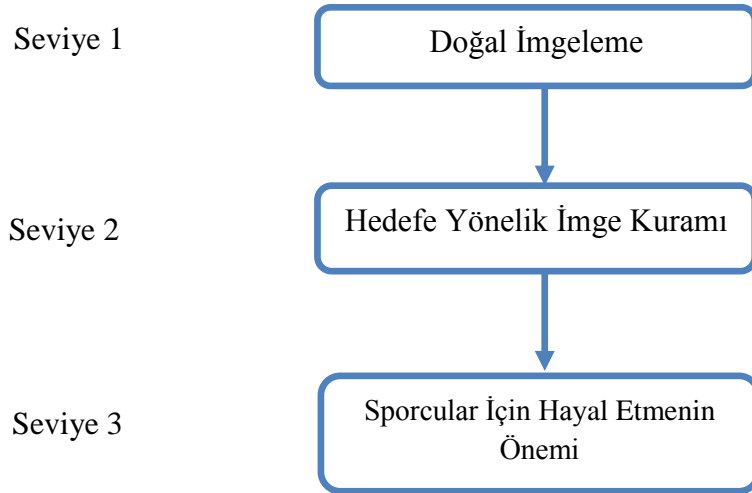 Seviye 1
Doğal İmgeleme
Seviye 2
Hedefe Yönelik İmge Kuramı
Seviye 3
Sporcular İçin Hayal Etmenin
Önemi